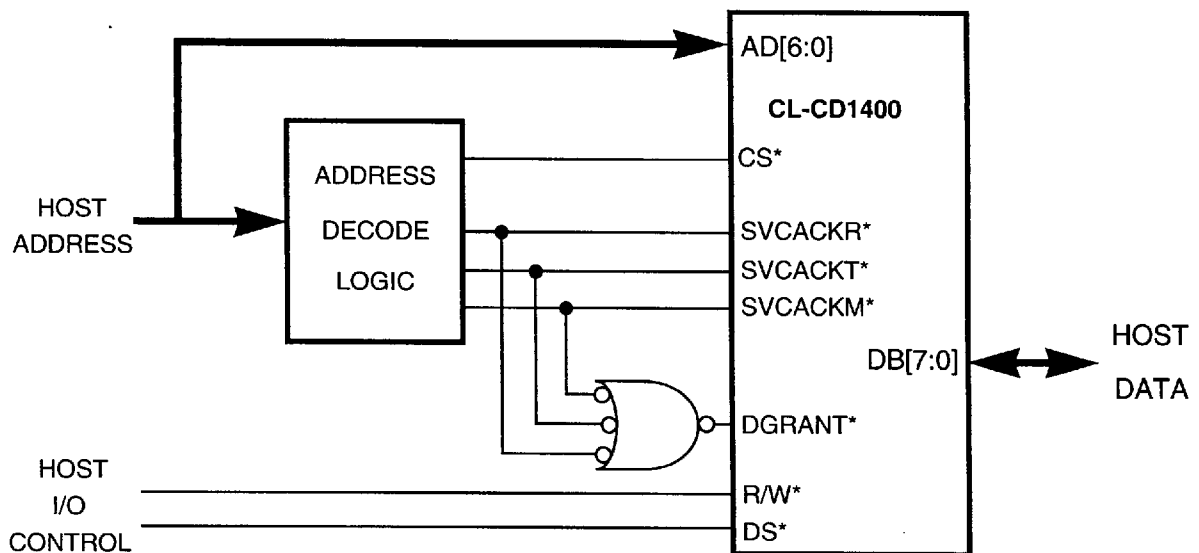 AD[6:0]
CL-CD1400
CS*
ADDRESS
DECODE
LOGIC
HOST
ADDRESS
SVCACKR*
SVCACKT*
SVCACKM*
DB[7:0]
HOST
DATA
DGRANT*
HOST
I/O
CONTROL
R/W*
DS*